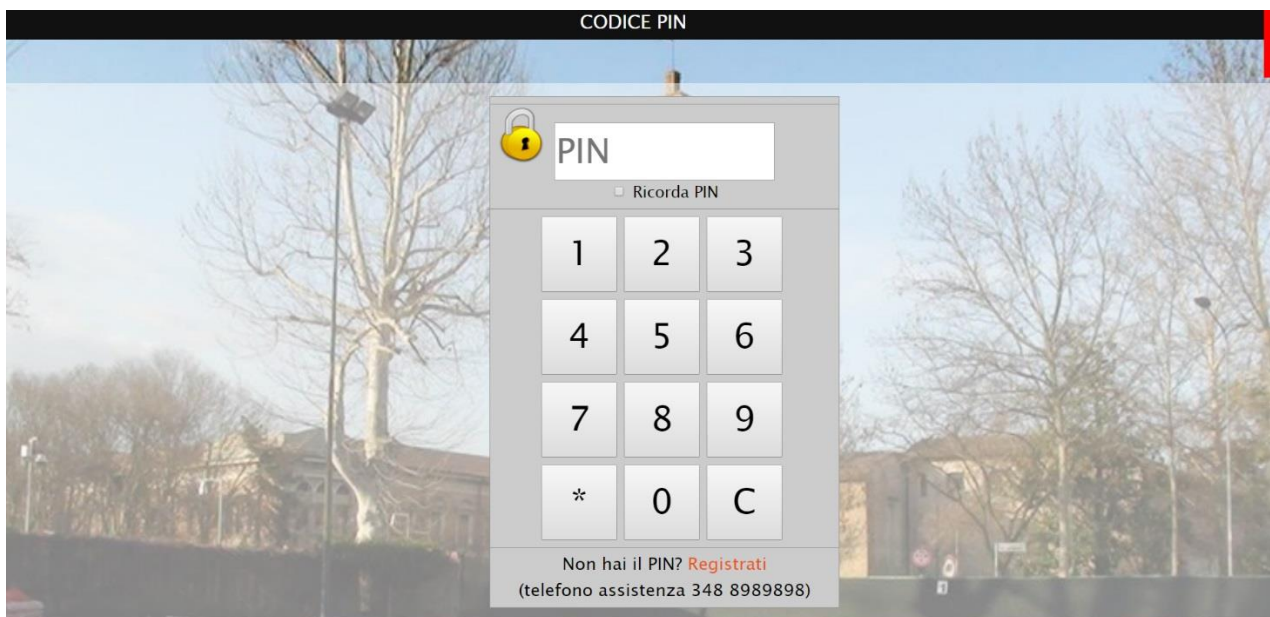 CODICE PIN
PIN
Ricorda PIN
1 2 3
4 5 6
7 8 9
* 0 C
Non hai il PIN? Registrati
(telefono assistenza 348 8989898)
1